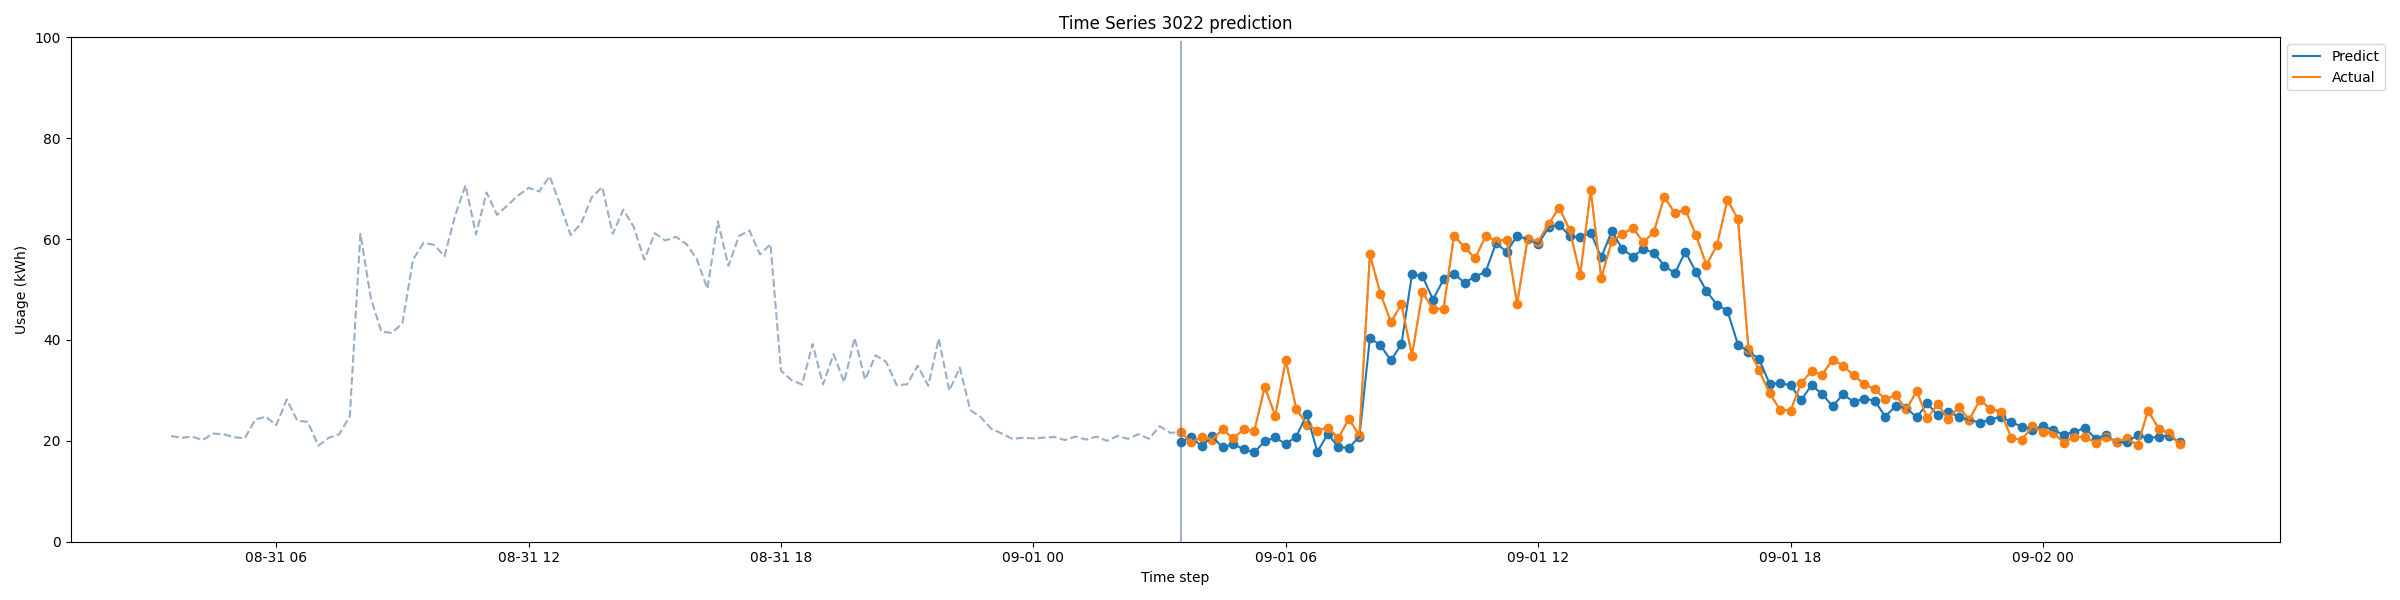 Time Series 3022 prediction
Predict
Actual
Usage (kWh)
100
80
60
40
20
0
08-31 06
08-31 12
08-31 18
09-01 00
09-01 06
09-01 12
09-01 18
09-02 00
Time step